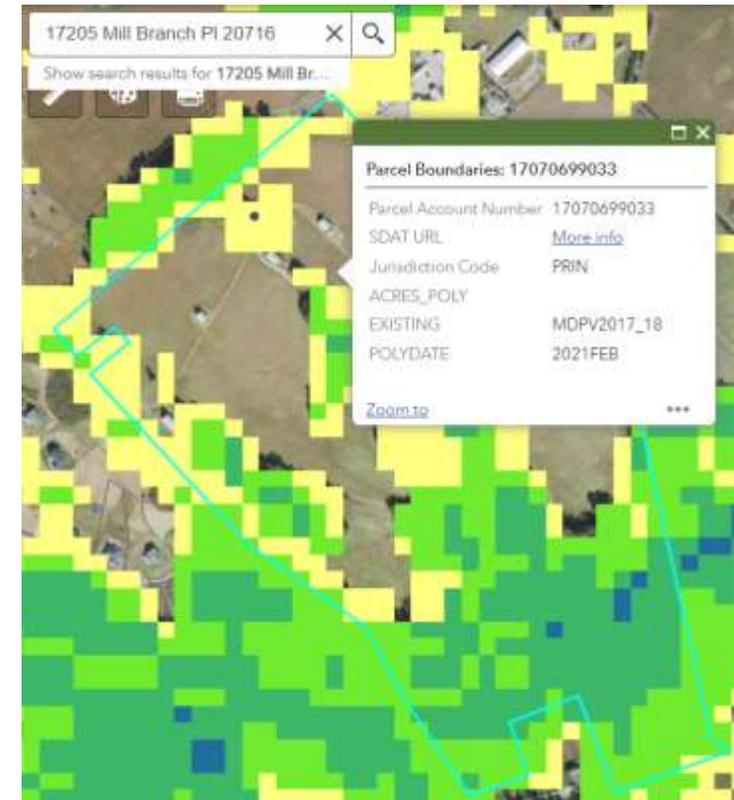 17205 Mill Branch Pl 20716
Show search results for 17205 Mill Br...
Parcel Boundaries: 17070699033
Parcel Account Number 17070699033
SDAT URL More info
Jurisdiction Code PRIN
ACRES_POLY
EXISTING MDPV2017_18
POLYDATE 2021FEB
Zoom to